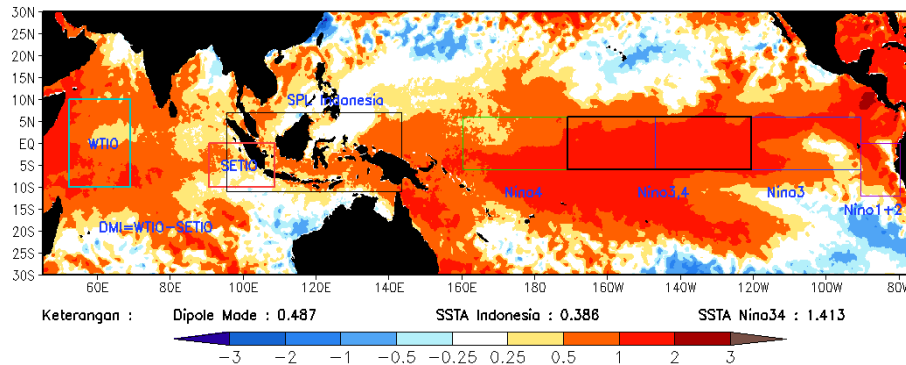 30N
25N
20N
15N
10N
5N
EQ
5S
10S
15S
20S
25S
30S
SPL Indonesia
WTIO
SETIO
Nino4
Nino3,4
Nino3
Nino1+2
DMI=WTIO-SETIO
60E 80E 100E 120E 140E 160E 180W 160W 140W 120W 100W 80W
Keterangan : Dipole Mode : 0.487 SSTA Indonesia : 0.386 SSTA Nino34 : 1.413
-3 -2 -1 -0.5 -0.25 0.25 0.5 1 2 3